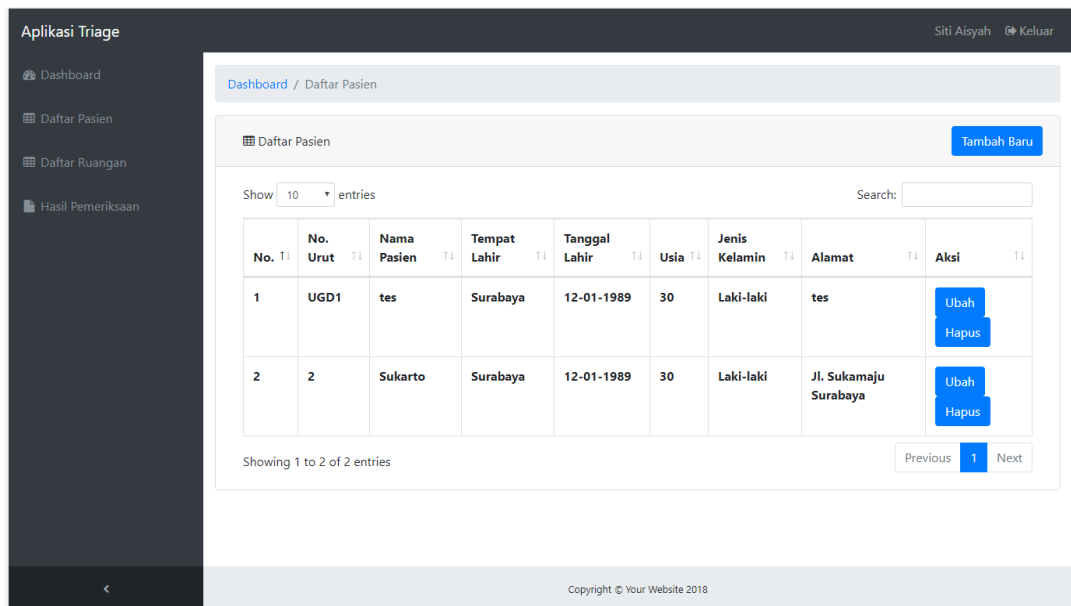 Aplikasi Triage
Siti Aisyah Keluar
Dashboard
Daftar Pasien
Daftar Ruangan
Hasil Pemeriksaan
Dashboard / Daftar Pasien
Daftar Pasien
Tambah Baru
Show 10 entries
Search:
No. No. Urut Nama Pasien Tempat Lahir Tanggal Lahir Usia Jenis Kelamin Alamat Aksi
1 UGD1 tes Surabaya 12-01-1989 30 Laki-laki tes Ubah Hapus
2 2 Sukarto Surabaya 12-01-1989 30 Laki-laki Jl. Sukamaju Surabaya Ubah Hapus
Showing 1 to 2 of 2 entries
Previous 1 Next
Copyright © Your Website 2018